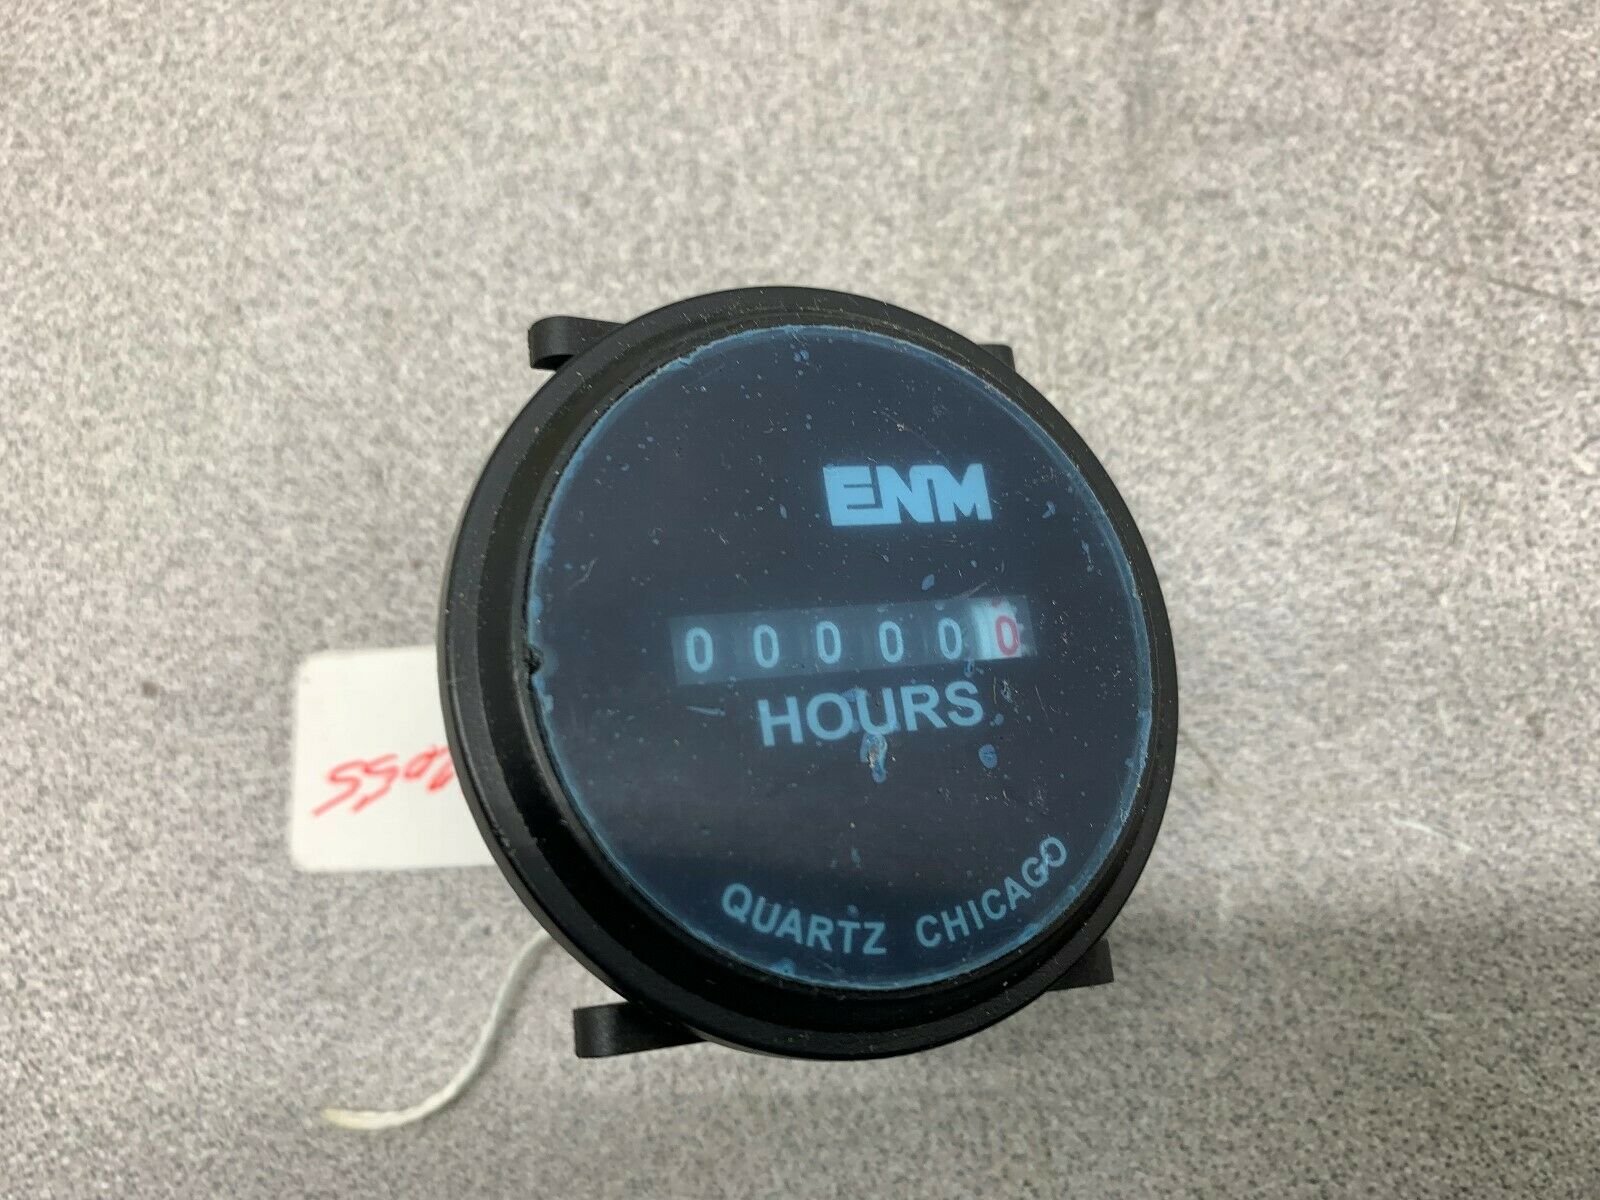 ENM
000000
HOURS
QUARTZ CHICAGO